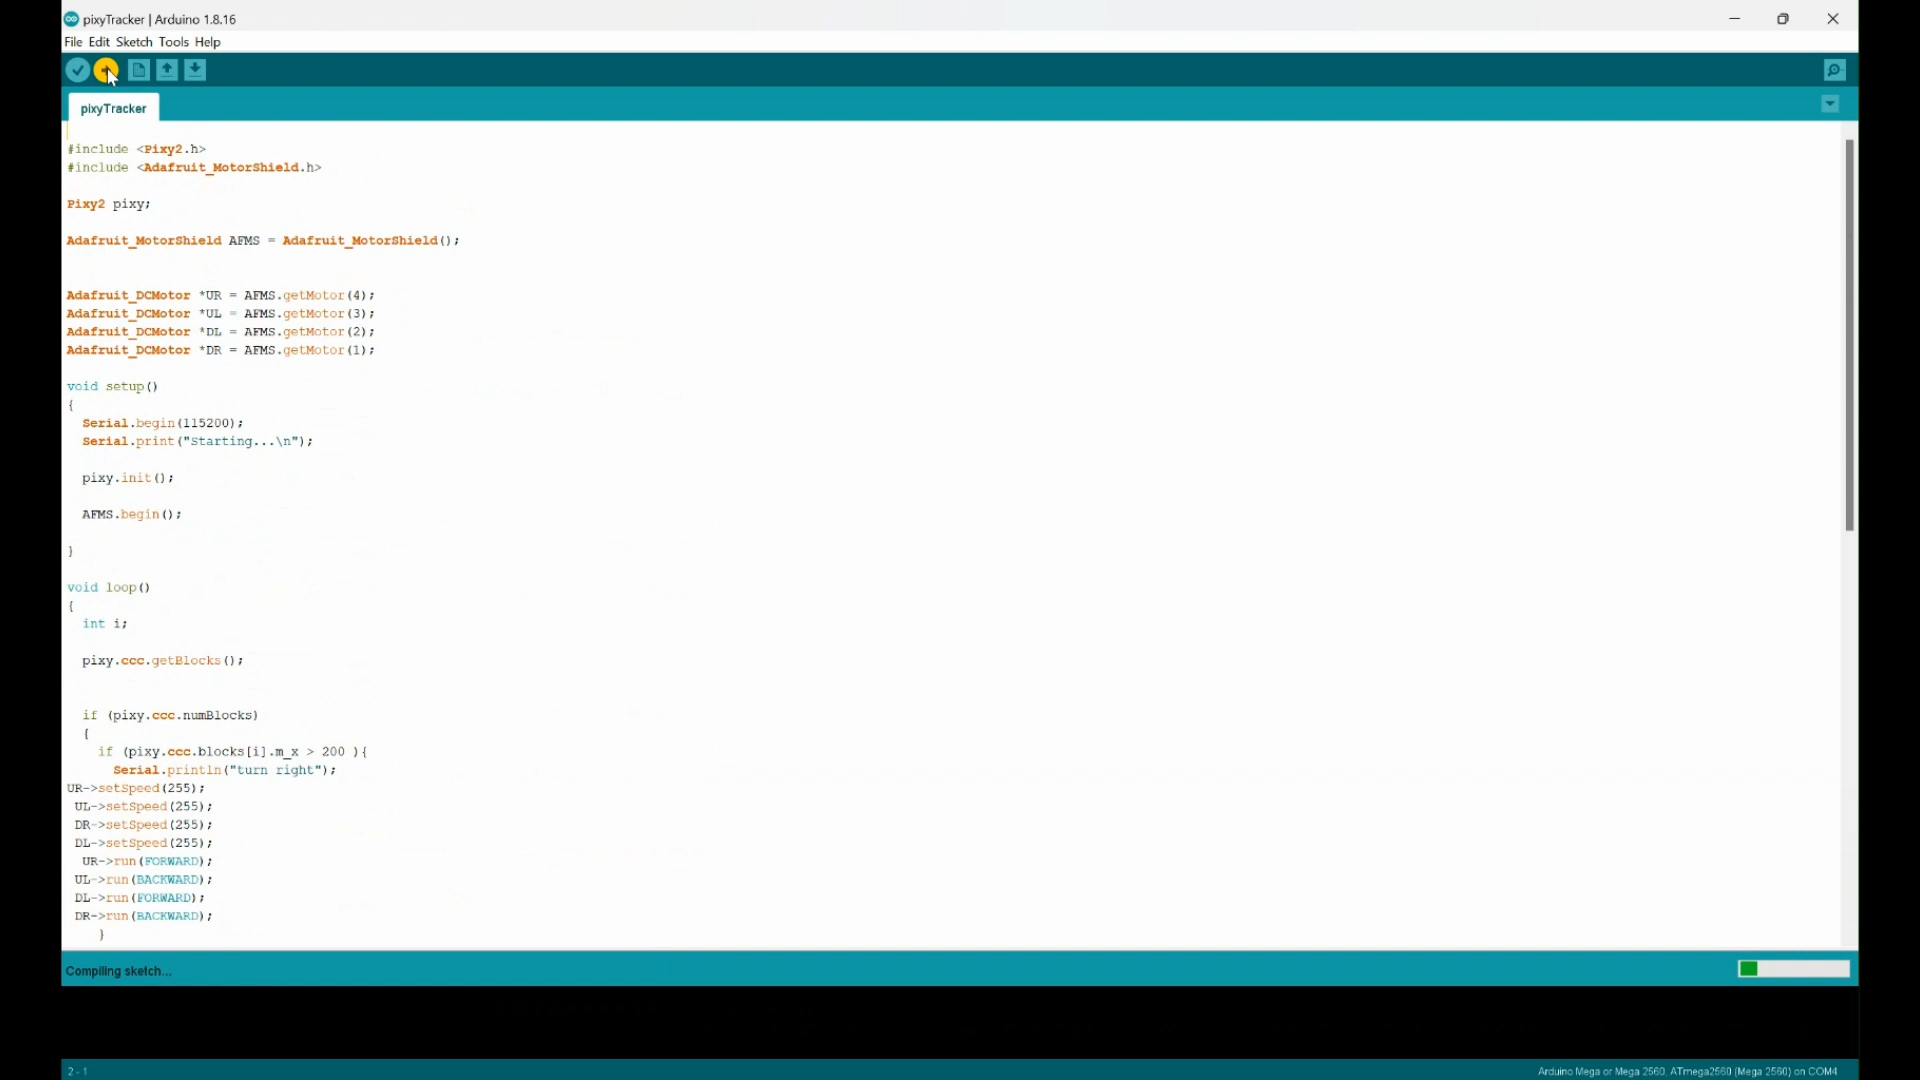 pixyTracker | Arduino 1.8.16
File Edit Sketch Tools Help
pixyTracker
#include <Pixy2.h>
#include <Adafruit_MotorShield.h>
Pixy2 pixy;
Adafruit_MotorShield AFMS = Adafruit_MotorShield();
Adafruit_DCMotor *UR = AFMS.getMotor(4);
Adafruit_DCMotor *UL = AFMS.getMotor(3);
Adafruit_DCMotor *DL = AFMS.getMotor(2);
Adafruit_DCMotor *DR = AFMS.getMotor(1);
void setup()
{
Serial.begin(115200);
Serial.print("Starting...\n");
pixy.init();
AFMS.begin();
}
void loop()
{
int i;
pixy.ccc.getBlocks();
if (pixy.ccc.numBlocks)
{
if (pixy.ccc.blocks[i].m_x > 200 ){
Serial.println("turn right");
UR->setSpeed(255);
UL->setSpeed(255);
DR->setSpeed(255);
DL->setSpeed(255);
UR->run(FORWARD);
UL->run(BACKWARD);
DL->run(FORWARD);
DR->run(BACKWARD);
}
Compiling sketch...
2 - 1
Arduino Mega or Mega 2560, ATmega2560 (Mega 2560) on COM4